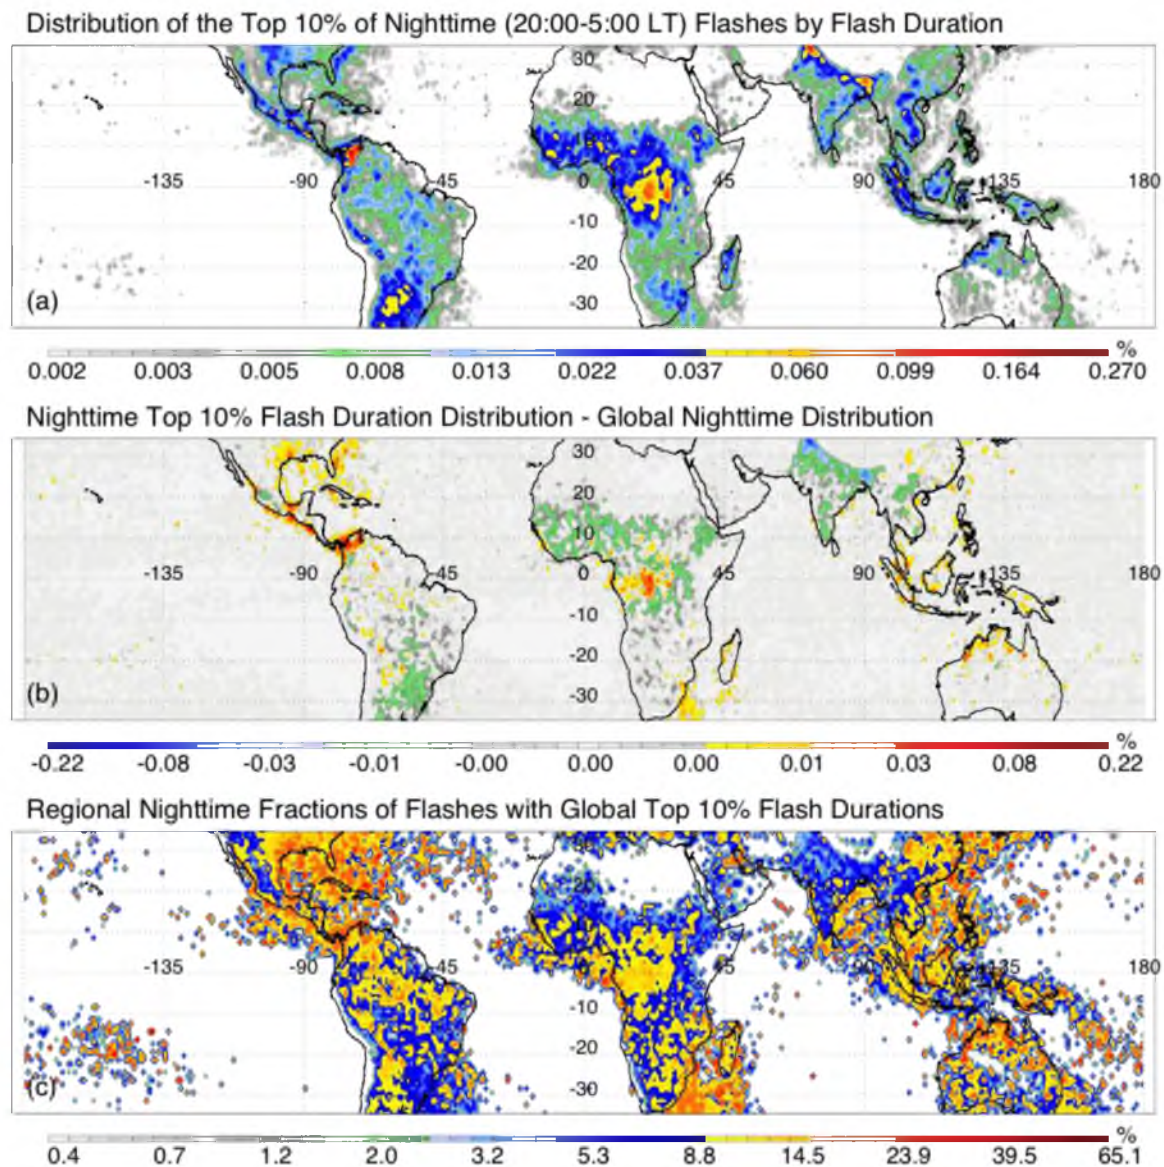 Distribution of the Top 10% of Nighttime (20:00-5:00 LT) Flashes by Flash Duration
30
20
-135 -90 -45 0 45 90 135 180
-10
-20
-30
(a)
%
0.002 0.003 0.005 0.008 0.013 0.022 0.037 0.060 0.099 0.164 0.270
Nighttime Top 10% Flash Duration Distribution - Global Nighttime Distribution
30
20
10
-135 -90 -45 0 45 90 135 180
-10
-20
-30
(b)
%
-0.22 -0.08 -0.03 -0.01 -0.00 0.00 0.00 0.01 0.03 0.08 0.22
Regional Nighttime Fractions of Flashes with Global Top 10% Flash Durations
30
20
-135 -90 -45 0 45 90 135 180
-10
-20
-30
(c)
%
0.4 0.7 1.2 2.0 3.2 5.3 8.8 14.5 23.9 39.5 65.1